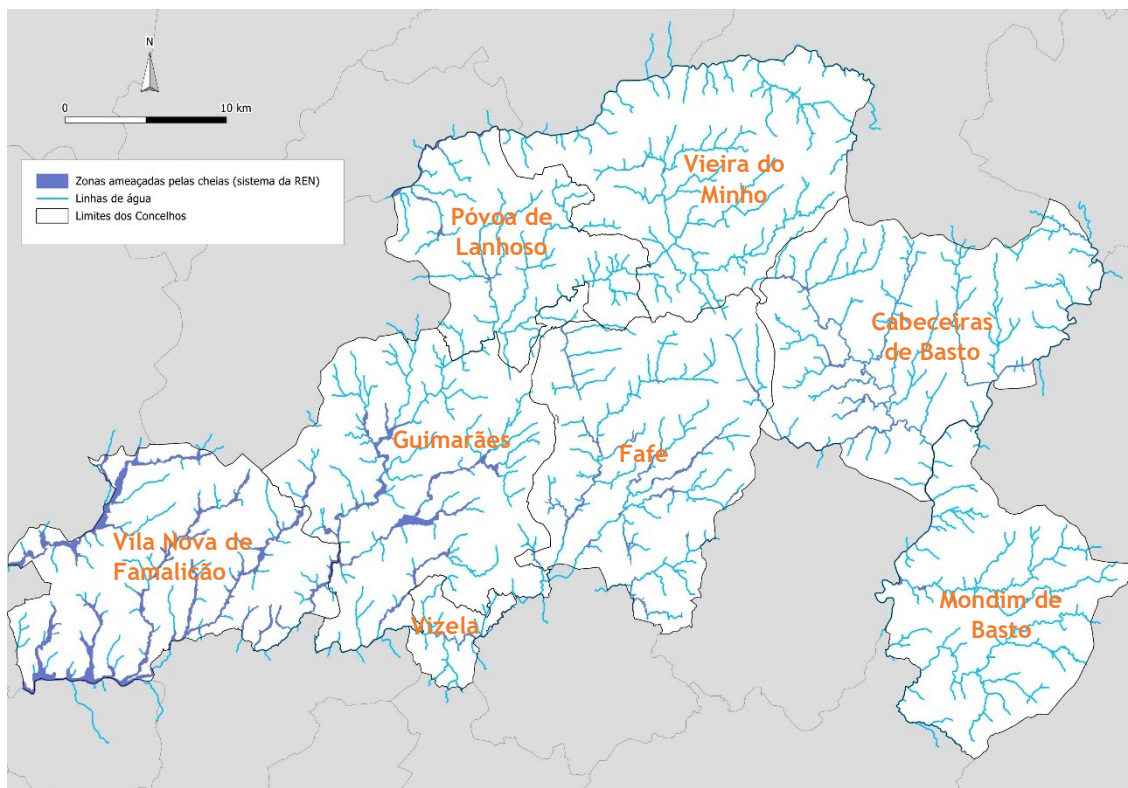 N
0
10 km
Zonas ameaçadas pelas cheias (sistema da REN)
Linhas de água
Limites dos Concelhos
Vieira do
Minho
Póvoa de
Lanhoso
Cabeceiras
de Basto
Guimarães
Fafe
Vila Nova de
Famalicão
Mondim de
Basto
Vizela